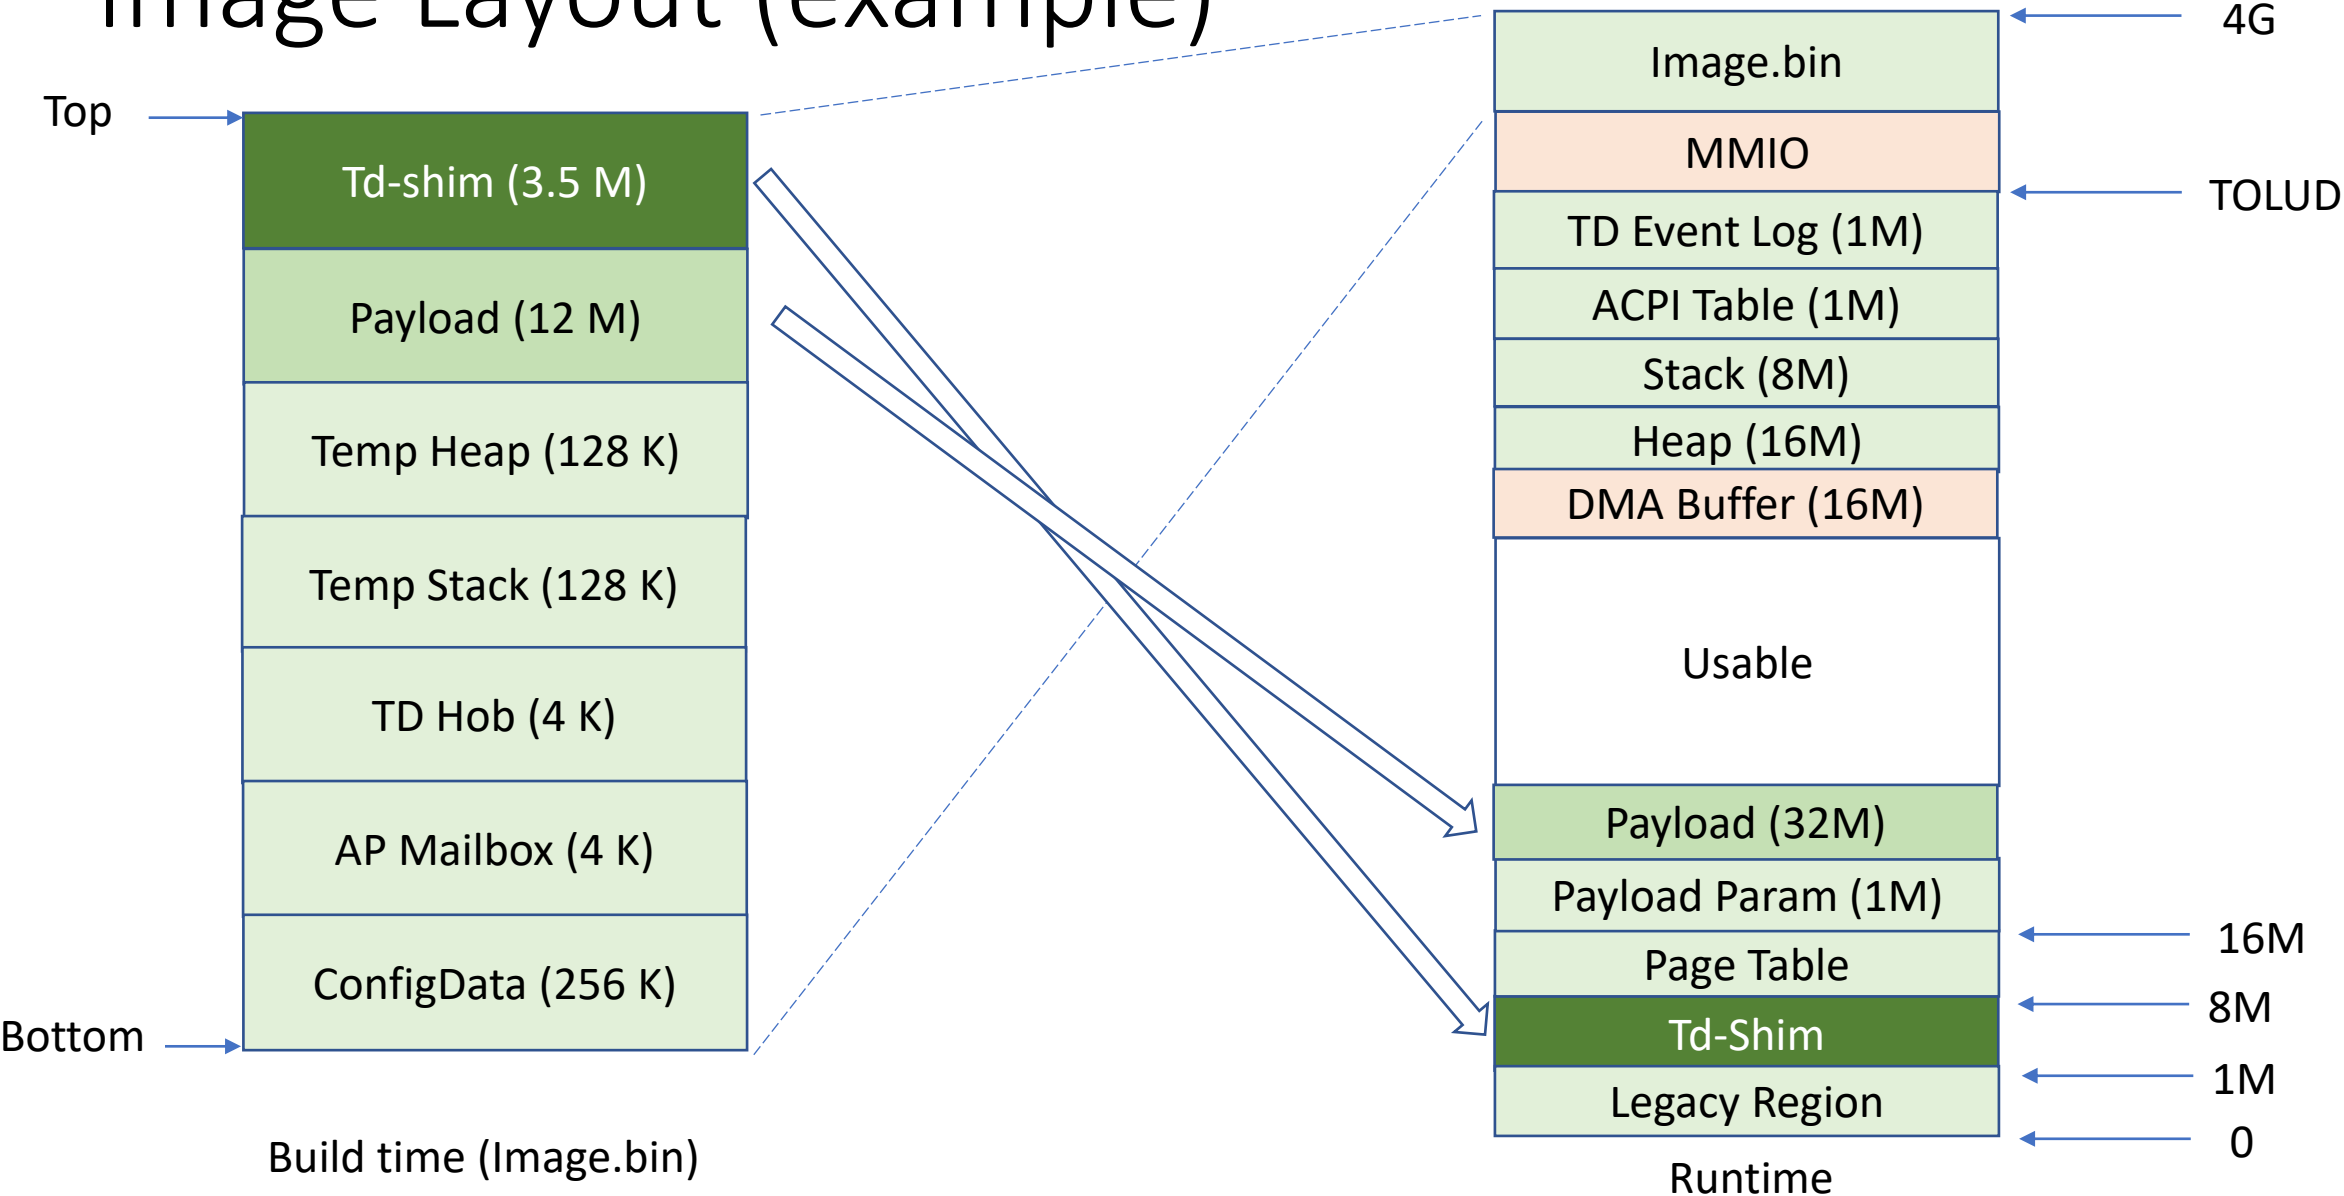 Image Layout (example)
Top
Td-shim (3.5 M)
Payload (12 M)
Temp Heap (128 K)
Temp Stack (128 K)
TD Hob (4 K)
AP Mailbox (4 K)
ConfigData (256 K)
Bottom
Build time (Image.bin)
Image.bin
MMIO
TD Event Log (1M)
ACPI Table (1M)
Stack (8M)
Heap (16M)
DMA Buffer (16M)
Usable
Payload (32M)
Payload Param (1M)
Page Table
Td-Shim
Legacy Region
Runtime
4G
TOLUD
16M
8M
1M
0